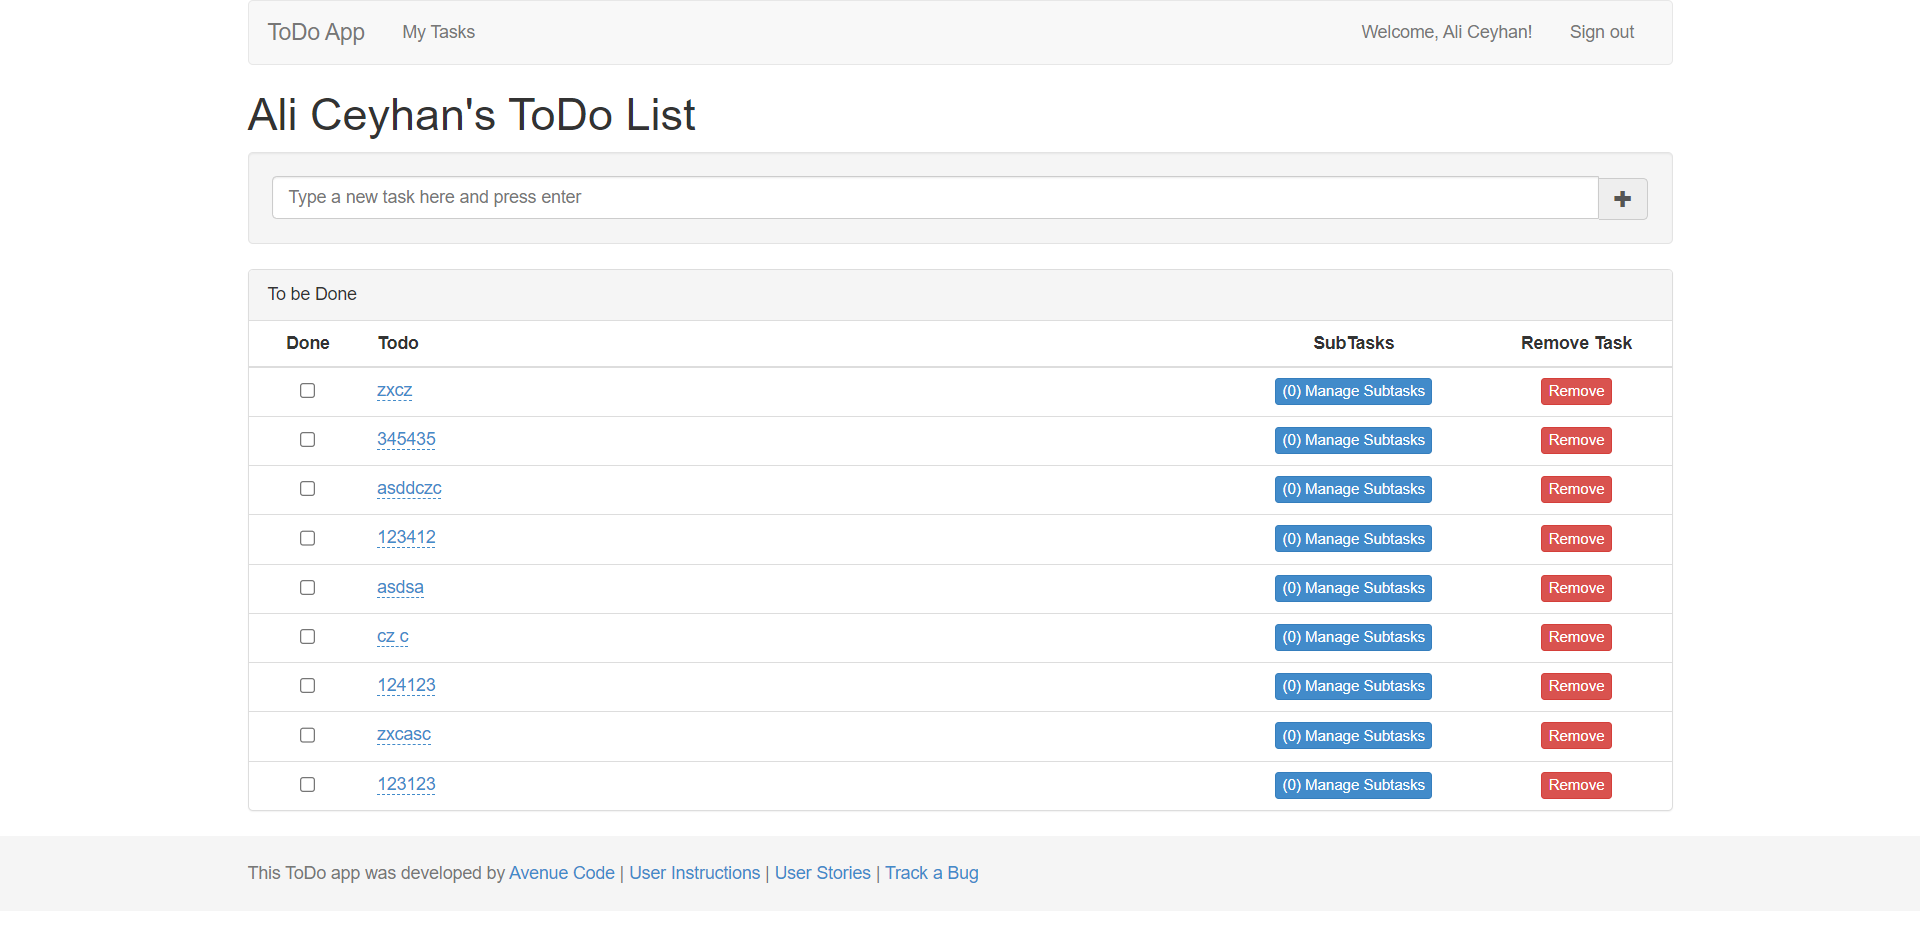 ToDo App My Tasks Welcome, Ali Ceyhan! Sign out
Ali Ceyhan's ToDo List
Type a new task here and press enter
To be Done
Done Todo SubTasks Remove Task
zxcz (0) Manage Subtasks Remove
345435 (0) Manage Subtasks Remove
asddczc (0) Manage Subtasks Remove
123412 (0) Manage Subtasks Remove
asdsa (0) Manage Subtasks Remove
cz c (0) Manage Subtasks Remove
124123 (0) Manage Subtasks Remove
zxcasc (0) Manage Subtasks Remove
123123 (0) Manage Subtasks Remove
This ToDo app was developed by Avenue Code | User Instructions | User Stories | Track a Bug